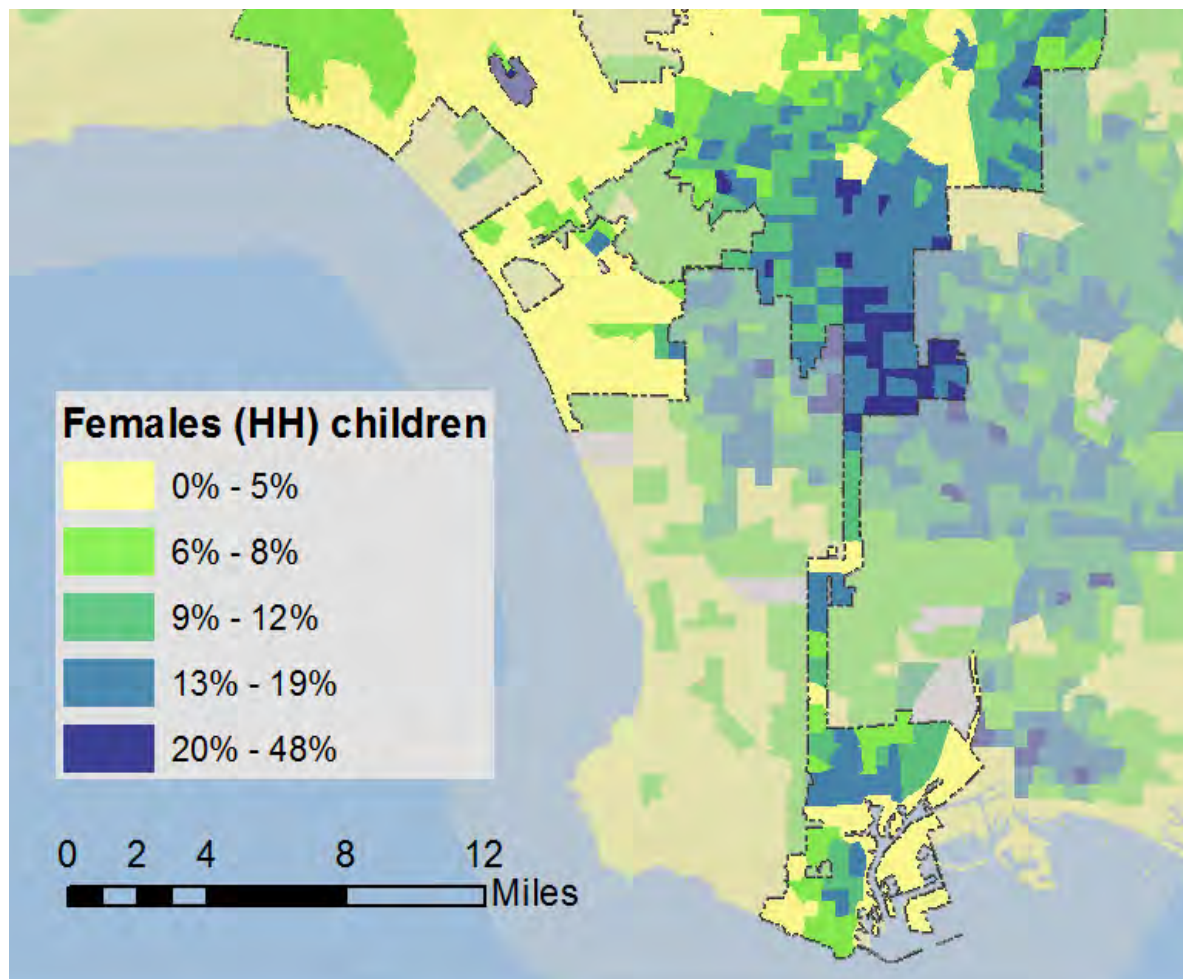 Females (HH) children
0% - 5%
6% - 8%
9% - 12%
13% - 19%
20% - 48%
0 2 4 8 12
Miles